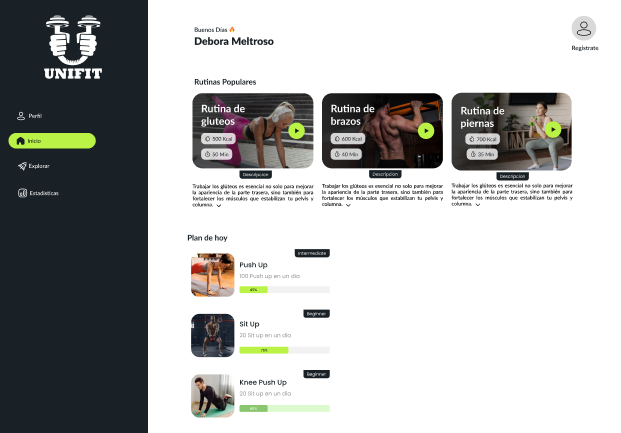 UNIFIT
Perfil
Inicio
Explorar
Estadísticas
Buenos Días
Debora Meltroso
Registrate
Rutinas Populares
Rutina de
gluteos
500 Kcal
50 Min
Rutina de
brazos
600 Kcal
40 Min
Rutina de
piernas
700 Kcal
35 Min
Descripcion
Trabajar los glúteos es esencial no solo para mejorar
la apariencia de la parte trasera, sino también para
fortalecer los músculos que estabilizan tu pelvis y
columna.
Descripcion
Trabajar los glúteos es esencial no solo para mejorar
la apariencia de la parte trasera, sino también para
fortalecer los músculos que estabilizan tu pelvis y
columna.
Descripcion
Trabajar los glúteos es esencial no solo para mejorar
la apariencia de la parte trasera, sino también para
fortalecer los músculos que estabilizan tu pelvis y
columna.
Plan de hoy
Intermediate
Push Up
100 Push up en un dia
45%
Beginner
Sit Up
20 Sit up en un dia
75%
Beginner
Knee Push Up
20 Sit up en un dia